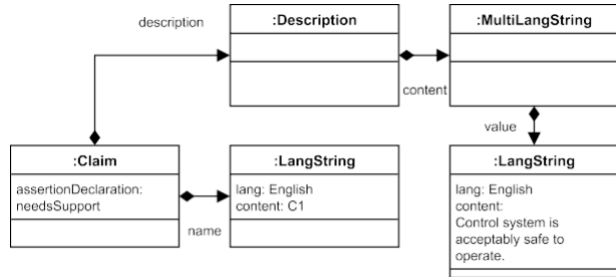 description
:Description
:MultiLangString
content
value
:Claim
assertionDeclaration:
needsSupport
name
:LangString
lang: English
content: C1
:LangString
lang: English
content:
Control system is
acceptably safe to
operate.